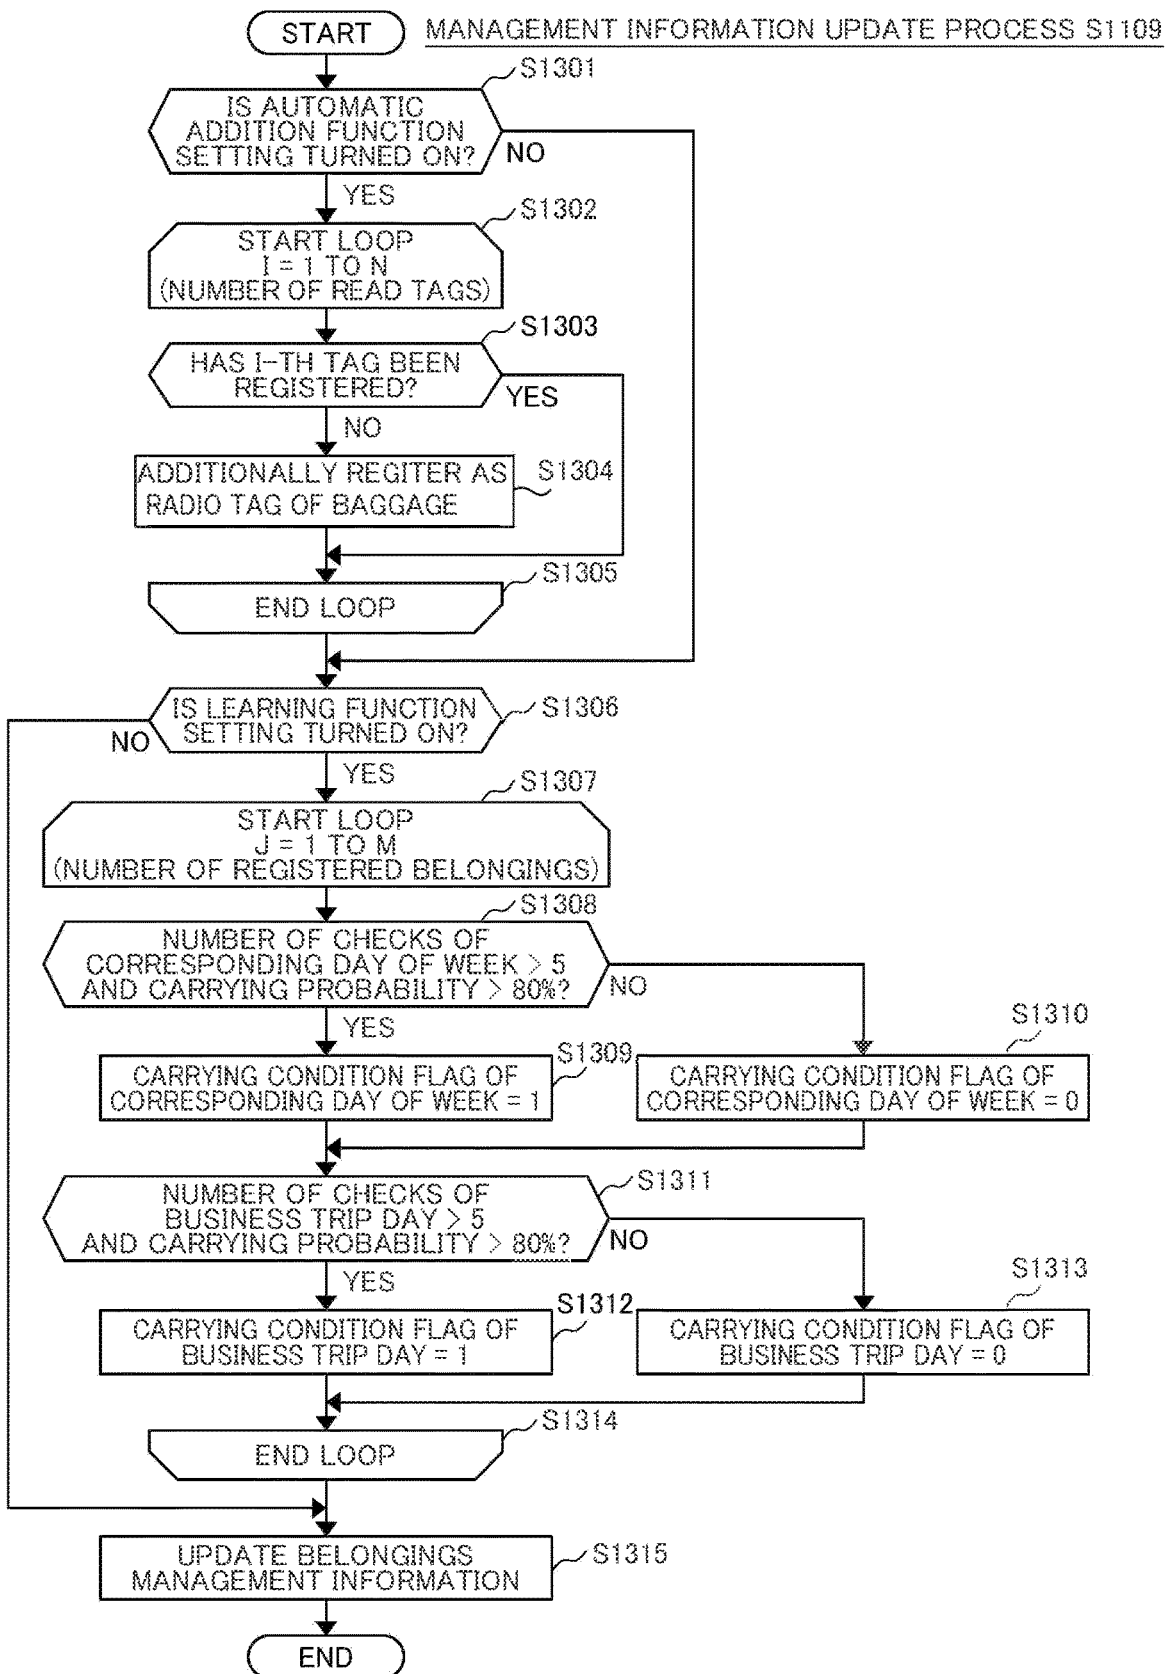 START
MANAGEMENT INFORMATION UPDATE PROCESS S1109
S1301
IS AUTOMATIC
ADDITION FUNCTION
SETTING TURNED ON?
NO
YES
S1302
START LOOP
I = 1 TO N
(NUMBER OF READ TAGS)
S1303
HAS I-TH TAG BEEN
REGISTERED?
YES
NO
S1304
ADDITIONALLY REGITER AS
RADIO TAG OF BAGGAGE
S1305
END LOOP
IS LEARNING FUNCTION
SETTING TURNED ON?
S1306
NO
YES
S1307
START LOOP
J = 1 TO M
(NUMBER OF REGISTERED BELONGINGS)
S1308
NUMBER OF CHECKS OF
CORRESPONDING DAY OF WEEK > 5
AND CARRYING PROBABILITY > 80%?
NO
YES
S1309
S1310
CARRYING CONDITION FLAG OF
CORRESPONDING DAY OF WEEK = 1
CARRYING CONDITION FLAG OF
CORRESPONDING DAY OF WEEK = 0
S1311
NUMBER OF CHECKS OF
BUSINESS TRIP DAY > 5
AND CARRYING PROBABILITY > 80%?
NO
YES
S1312
S1313
CARRYING CONDITION FLAG OF
BUSINESS TRIP DAY = 1
CARRYING CONDITION FLAG OF
BUSINESS TRIP DAY = 0
S1314
END LOOP
UPDATE BELONGINGS
MANAGEMENT INFORMATION
S1315
END